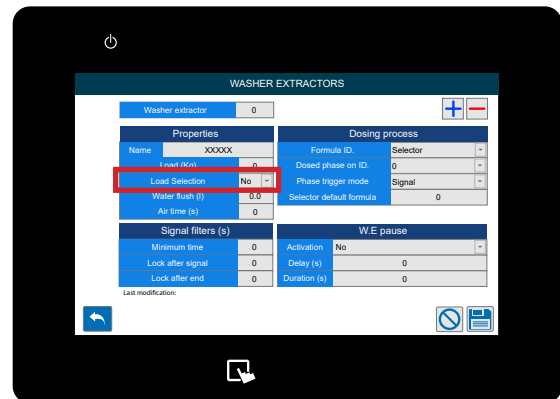 WASHER EXTRACTORS
Washer extractor 0
Properties
Name XXXXX
Load (Kg) 0
Load Selection No
Water flush (l) 0.0
Air time (s) 0
Dosing process
Formula ID. Selector
Dosed phase on ID. 0
Phase trigger mode Signal
Selector default formula 0
Signal filters (s)
Minimum time 0
Lock after signal 0
Lock after end 0
W.E pause
Activation No
Delay (s) 0
Duration (s) 0
Last modification: